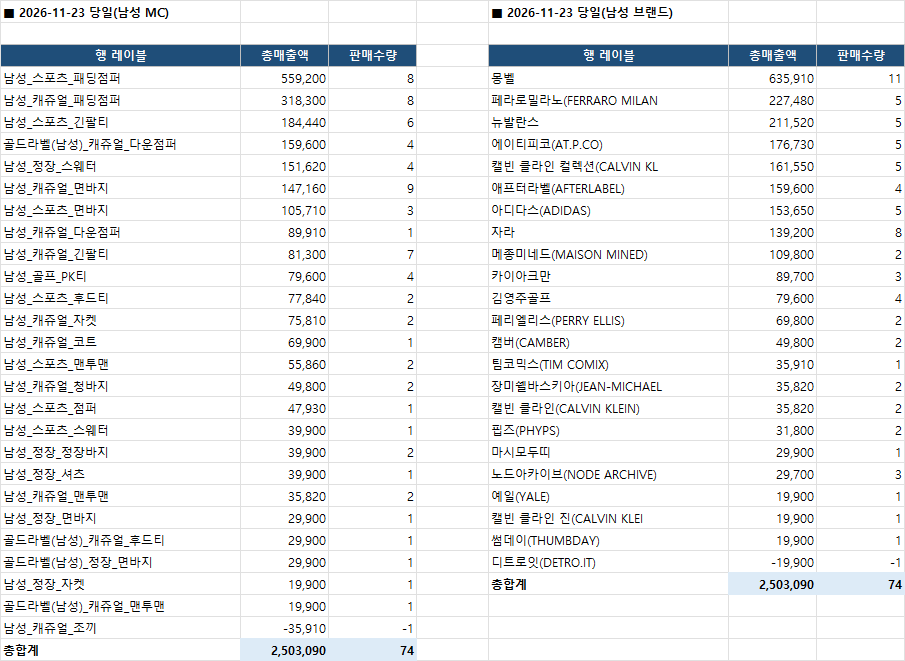 ■ 2026-11-23 당일(남성 MC)
행 레이블 총매출액 판매수량
남성_스포츠_패딩점퍼 559,200 8
남성_캐쥬얼_패딩점퍼 318,300 8
남성_스포츠_긴팔티 184,440 6
골드라벨(남성)_캐쥬얼_다운점퍼 159,600 4
남성_정장_스웨터 151,620 4
남성_캐쥬얼_면바지 147,160 9
남성_스포츠_면바지 105,710 3
남성_캐쥬얼_다운점퍼 89,910 1
남성_캐쥬얼_긴팔티 81,300 7
남성_골프_PK티 79,600 4
남성_스포츠_후드티 77,840 2
남성_캐쥬얼_자켓 75,810 2
남성_캐쥬얼_코트 69,900 1
남성_스포츠_맨투맨 55,860 2
남성_캐쥬얼_청바지 49,800 2
남성_스포츠_점퍼 47,930 1
남성_스포츠_스웨터 39,900 1
남성_정장_정장바지 39,900 2
남성_정장_셔츠 39,900 1
남성_캐쥬얼_맨투맨 35,820 2
남성_정장_면바지 29,900 1
골드라벨(남성)_캐쥬얼_후드티 29,900 1
골드라벨(남성)_정장_면바지 29,900 1
남성_정장_자켓 19,900 1
골드라벨(남성)_캐쥬얼_맨투맨 19,900 1
남성_캐쥬얼_조끼 -35,910 -1
총합계 2,503,090 74
■ 2026-11-23 당일(남성 브랜드)
행 레이블 총매출액 판매수량
몽벨 635,910 11
페라로밀라노(FERRARO MILAN 227,480 5
뉴발란스 211,520 5
에이티피코(AT.P.CO) 176,730 5
캘빈 클라인 컬렉션(CALVIN KL 161,550 5
애프터라벨(AFTERLABEL) 159,600 4
아디다스(ADIDAS) 153,650 5
자라 139,200 8
메종미네드(MAISON MINED) 109,800 2
카이아크만 89,700 3
김영주골프 79,600 4
페리엘리스(PERRY ELLIS) 69,800 2
캠버(CAMBER) 49,800 2
팀코믹스(TIM COMIX) 35,910 1
장미쉘바스키아(JEAN-MICHAEL 35,820 2
캘빈 클라인(CALVIN KLEIN) 35,820 2
핍즈(PHYPS) 31,800 2
마시모두띠 29,900 1
노드아카이브(NODE ARCHIVE) 29,700 3
예일(YALE) 19,900 1
캘빈 클라인 진(CALVIN KLEI 19,900 1
썸데이(THUMBDAY) 19,900 1
디트로잇(DETRO.IT) -19,900 -1
총합계 2,503,090 74